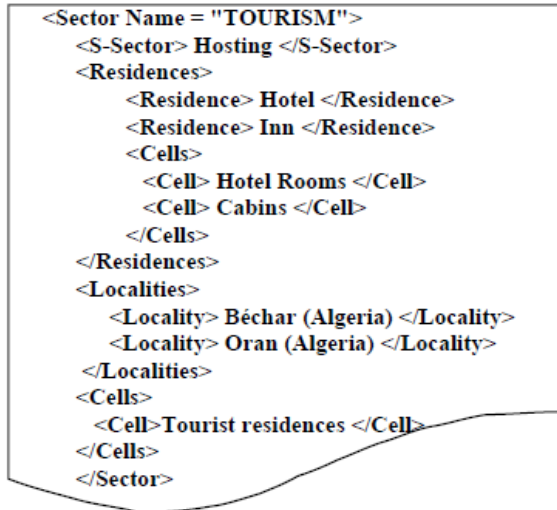 <Sector Name = "TOURISM">
<S-Sector> Hosting </S-Sector>
<Residences>
<Residence> Hotel </Residence>
<Residence> Inn </Residence>
<Cells>
<Cell> Hotel Rooms </Cell>
<Cell> Cabins </Cell>
</Cells>
</Residences>
<Localities>
<Locality> Béchar (Algeria) </Locality>
<Locality> Oran (Algeria) </Locality>
</Localities>
<Cells>
<Cell>Tourist residences </Cell>
</Cells>
</Sector>